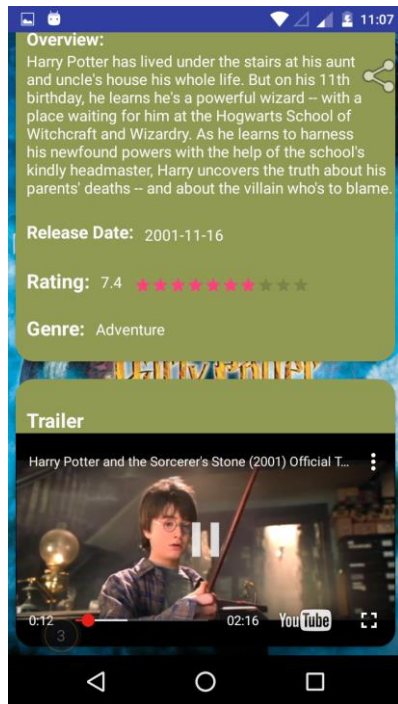 11:07
Overview:
Harry Potter has lived under the stairs at his aunt
and uncle's house his whole life. But on his 11th
birthday, he learns he's a powerful wizard -- with a
place waiting for him at the Hogwarts School of
Witchcraft and Wizardry. As he learns to harness
his newfound powers with the help of the school's
kindly headmaster, Harry uncovers the truth about his
parents' deaths -- and about the villain who's to blame.
Release Date: 2001-11-16
Rating: 7.4
Genre: Adventure
Trailer
Harry Potter and the Sorcerer's Stone (2001) Official T...
0:12 02:16 YouTube
3